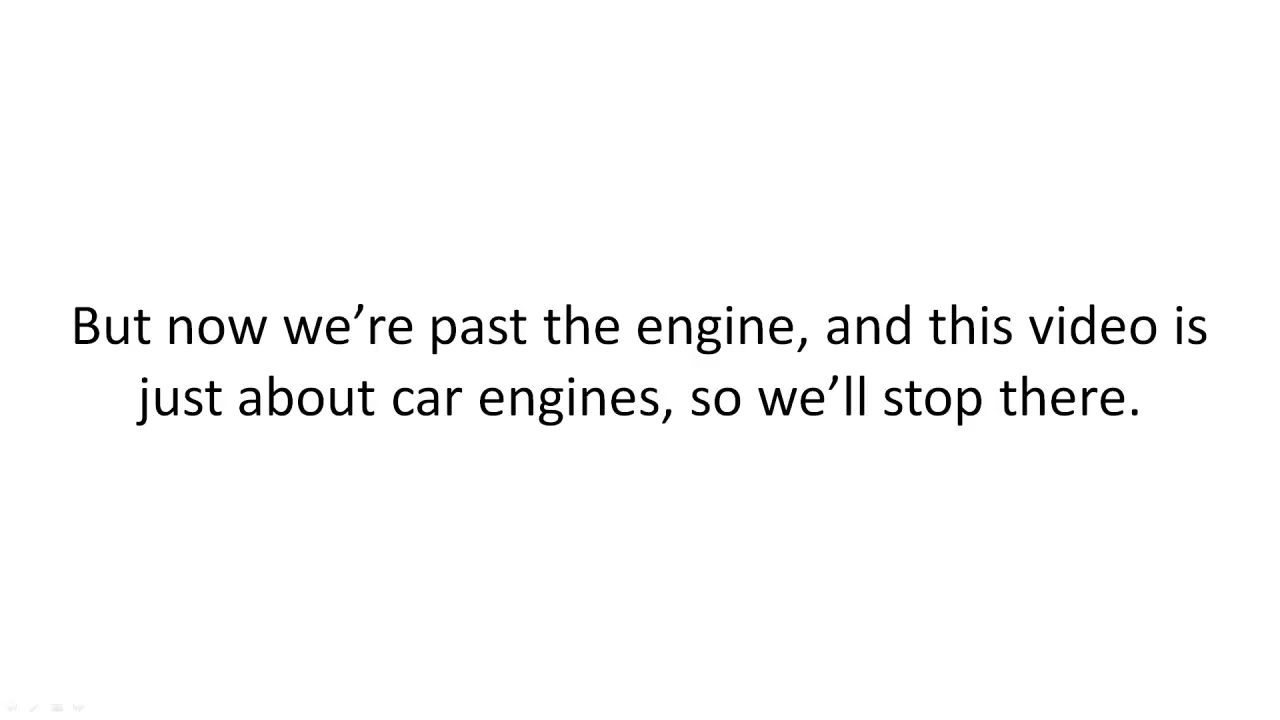 But now we’re past the engine, and this video is
just about car engines, so we’ll stop there.